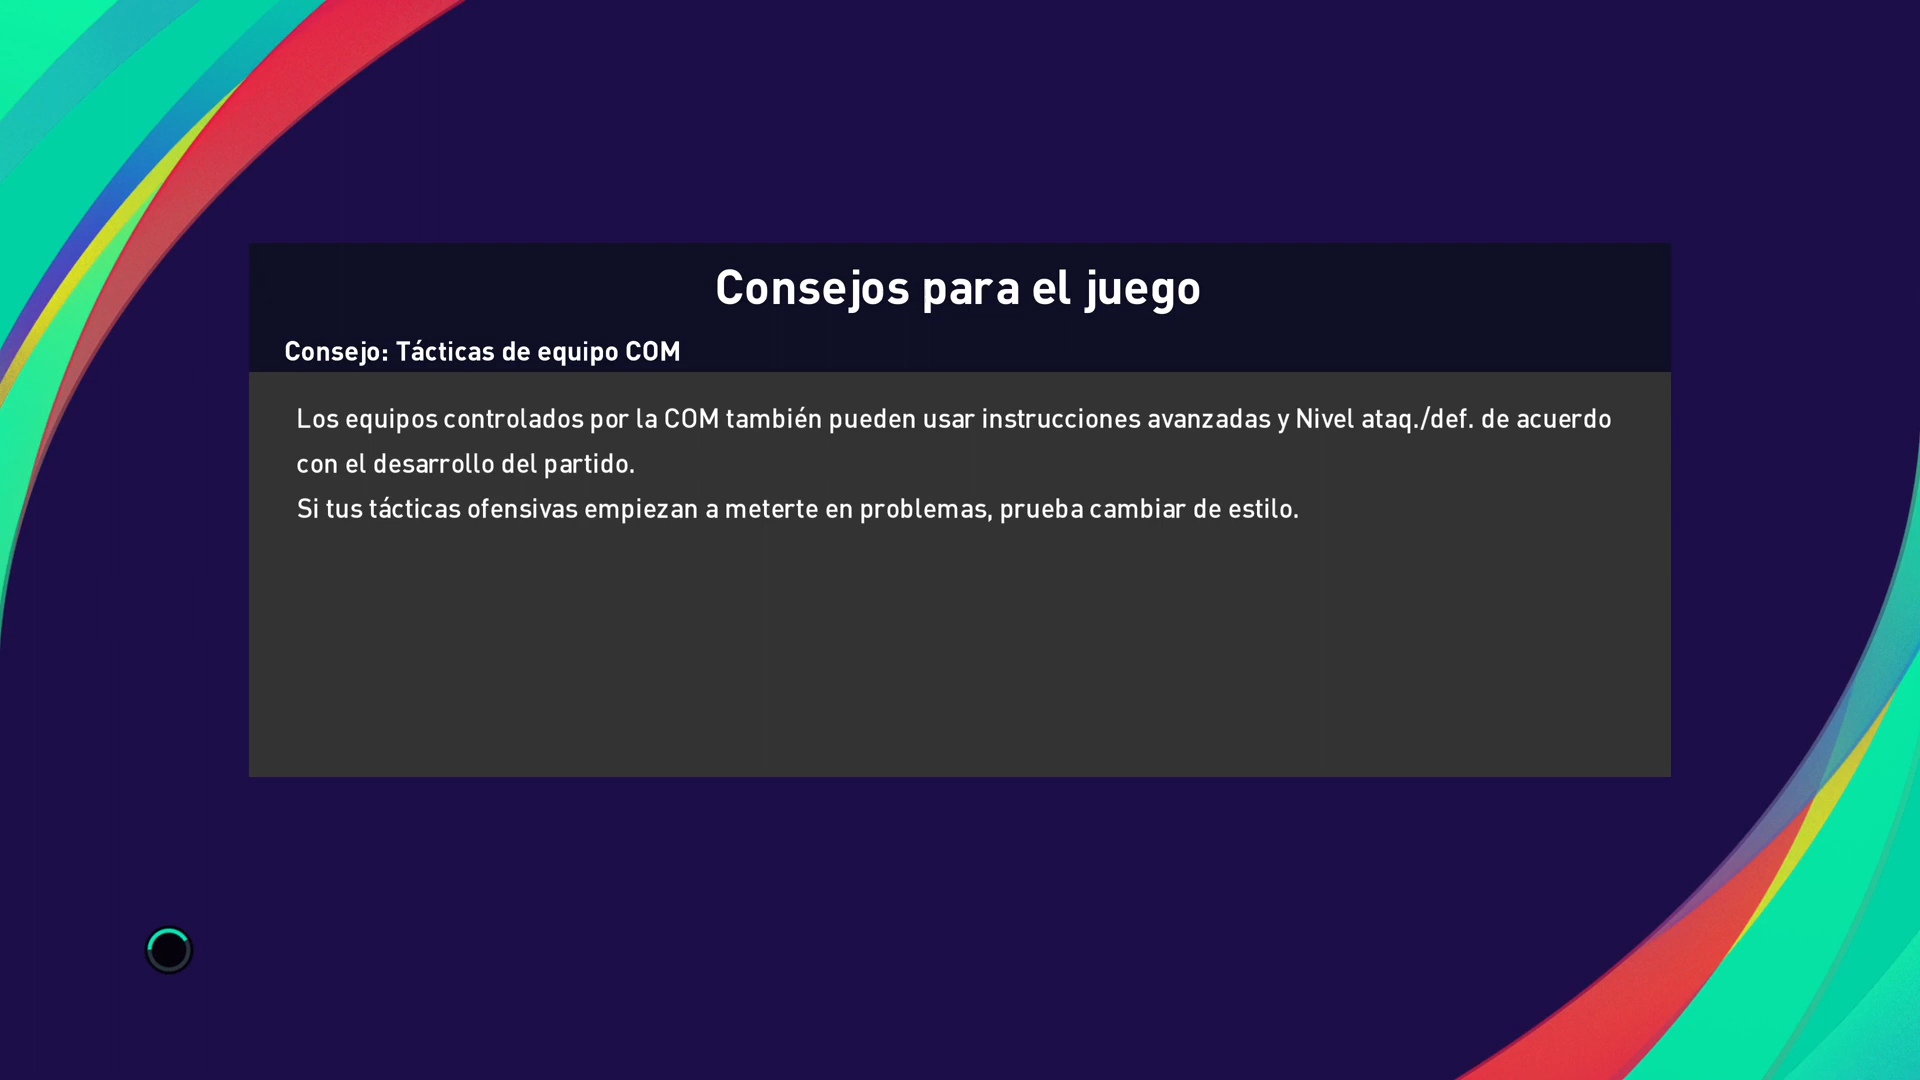 Consejos para el juego
Consejo: Tácticas de equipo COM
Los equipos controlados por la COM también pueden usar instrucciones avanzadas y Nivel ataq./def. de acuerdo
con el desarrollo del partido.
Si tus tácticas ofensivas empiezan a meterte en problemas, prueba cambiar de estilo.